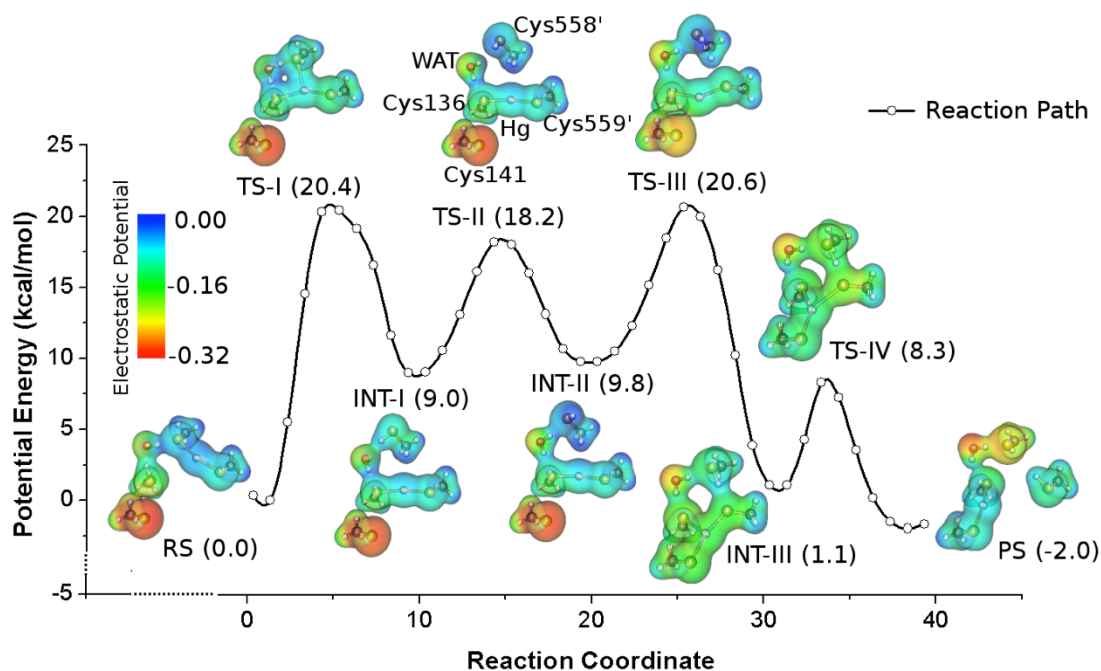 Cys558'
WAT
Cys136
Hg
Cys559'
Cys141
Reaction Path
TS-I (20.4)
TS-II (18.2)
TS-III (20.6)
TS-IV (8.3)
Electrostatic Potential
0.00
-0.16
-0.32
INT-I (9.0)
INT-II (9.8)
RS (0.0)
INT-III (1.1)
PS (-2.0)
Potential Energy (kcal/mol)
25
20
15
10
5
0
-5
0
10
20
30
40
Reaction Coordinate